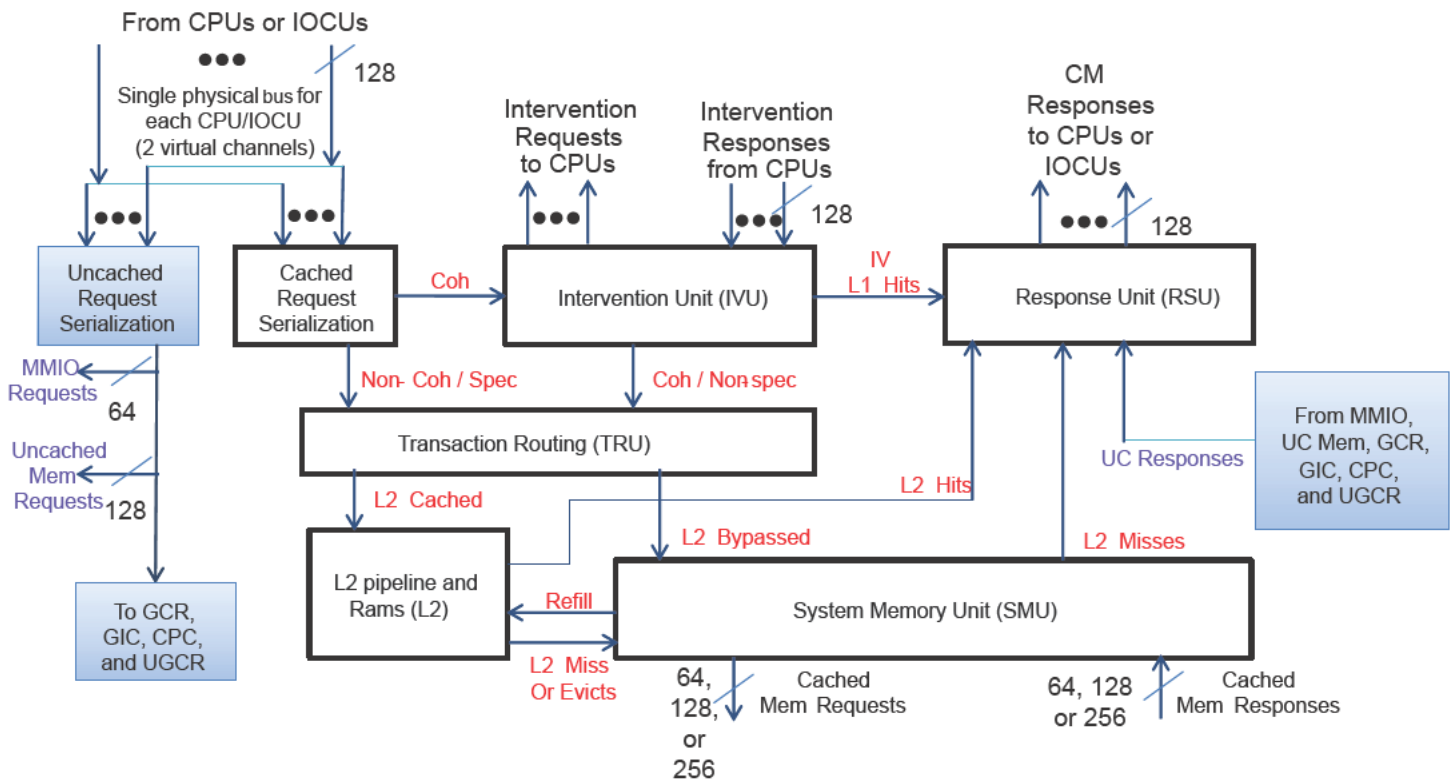 From CPUs or IOCUs
128
Single physical bus for
each CPU/IOCU
(2 virtual channels)
Intervention
Requests
to CPUs
Intervention
Responses
from CPUs
128
CM
Responses
to CPUs or
IOCUs
128
Uncached
Request
Serialization
Cached
Request
Serialization
Coh
Intervention Unit (IVU)
IV
L1 Hits
Response Unit (RSU)
MMIO
Requests
64
Non- Coh / Spec
Coh / Non-spec
Uncached
Mem
Requests
128
Transaction Routing (TRU)
From MMIO,
UC Mem, GCR,
GIC, CPC,
and UGCR
UC Responses
L2 Cached
L2 Hits
L2 Bypassed
L2 Misses
To GCR,
GIC, CPC,
and UGCR
L2 pipeline and
Rams (L2)
Refill
System Memory Unit (SMU)
L2 Miss
Or Evicts
64,
128,
or
256
Cached
Mem Requests
64, 128
or 256
Cached
Mem Responses